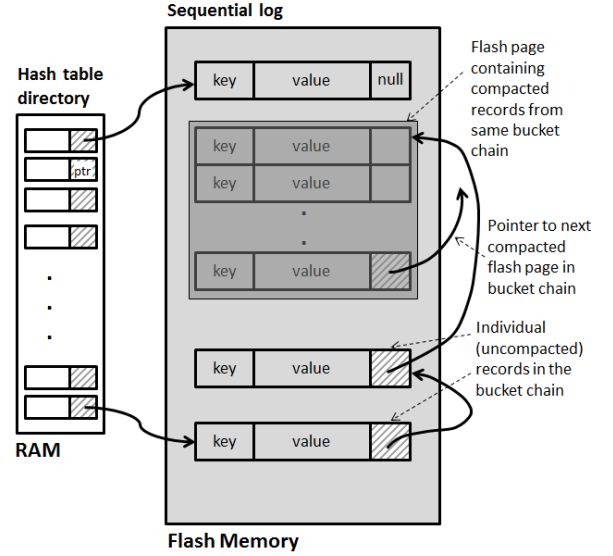 Sequential log
Hash table
directory
ptr
RAM
key value null
key value
key value
key value
key value
key value
Flash Memory
Flash page
containing
compacted
records from
same bucket
chain
Pointer to next
compacted
flash page in
bucket chain
Individual
(uncompacted)
records in the
bucket chain